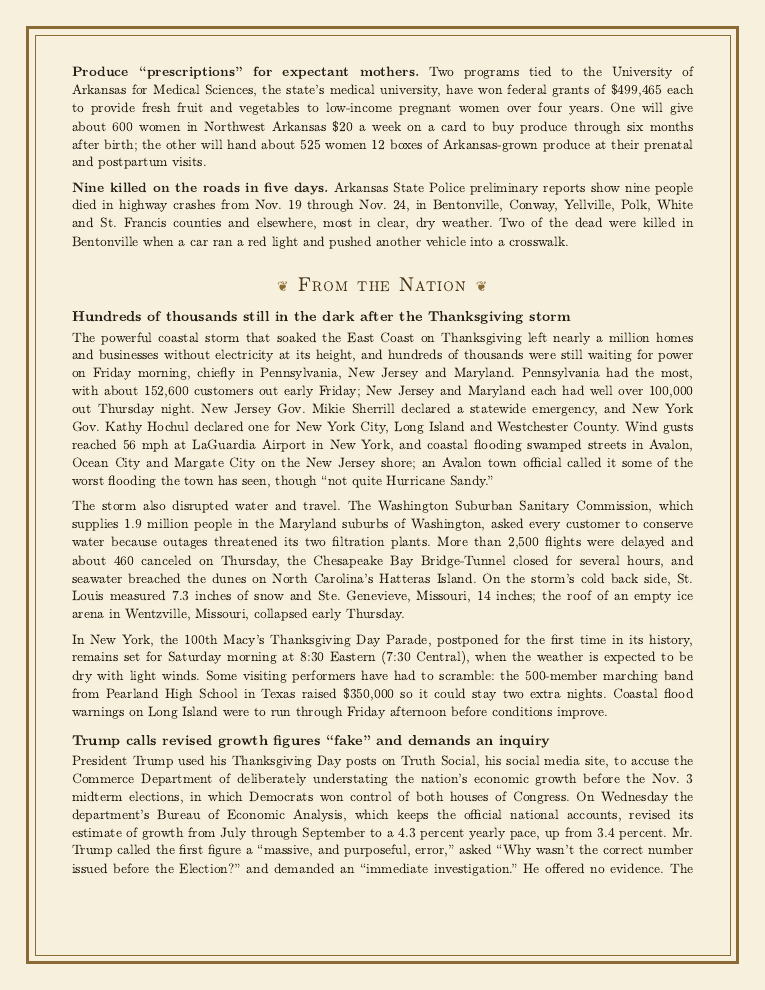 Produce “prescriptions” for expectant mothers. Two programs tied to the University of
Arkansas for Medical Sciences, the state’s medical university, have won federal grants of $499,465 each
to provide fresh fruit and vegetables to low-income pregnant women over four years. One will give
about 600 women in Northwest Arkansas $20 a week on a card to buy produce through six months
after birth; the other will hand about 525 women 12 boxes of Arkansas-grown produce at their prenatal
and postpartum visits.
Nine killed on the roads in five days. Arkansas State Police preliminary reports show nine people
died in highway crashes from Nov. 19 through Nov. 24, in Bentonville, Conway, Yellville, Polk, White
and St. Francis counties and elsewhere, most in clear, dry weather. Two of the dead were killed in
Bentonville when a car ran a red light and pushed another vehicle into a crosswalk.
❦ From the Nation ❦
Hundreds of thousands still in the dark after the Thanksgiving storm
The powerful coastal storm that soaked the East Coast on Thanksgiving left nearly a million homes
and businesses without electricity at its height, and hundreds of thousands were still waiting for power
on Friday morning, chiefly in Pennsylvania, New Jersey and Maryland. Pennsylvania had the most,
with about 152,600 customers out early Friday; New Jersey and Maryland each had well over 100,000
out Thursday night. New Jersey Gov. Mikie Sherrill declared a statewide emergency, and New York
Gov. Kathy Hochul declared one for New York City, Long Island and Westchester County. Wind gusts
reached 56 mph at LaGuardia Airport in New York, and coastal flooding swamped streets in Avalon,
Ocean City and Margate City on the New Jersey shore; an Avalon town official called it some of the
worst flooding the town has seen, though “not quite Hurricane Sandy.”
The storm also disrupted water and travel. The Washington Suburban Sanitary Commission, which
supplies 1.9 million people in the Maryland suburbs of Washington, asked every customer to conserve
water because outages threatened its two filtration plants. More than 2,500 flights were delayed and
about 460 canceled on Thursday, the Chesapeake Bay Bridge-Tunnel closed for several hours, and
seawater breached the dunes on North Carolina’s Hatteras Island. On the storm’s cold back side, St.
Louis measured 7.3 inches of snow and Ste. Genevieve, Missouri, 14 inches; the roof of an empty ice
arena in Wentzville, Missouri, collapsed early Thursday.
In New York, the 100th Macy’s Thanksgiving Day Parade, postponed for the first time in its history,
remains set for Saturday morning at 8:30 Eastern (7:30 Central), when the weather is expected to be
dry with light winds. Some visiting performers have had to scramble: the 500-member marching band
from Pearland High School in Texas raised $350,000 so it could stay two extra nights. Coastal flood
warnings on Long Island were to run through Friday afternoon before conditions improve.
Trump calls revised growth figures “fake” and demands an inquiry
President Trump used his Thanksgiving Day posts on Truth Social, his social media site, to accuse the
Commerce Department of deliberately understating the nation’s economic growth before the Nov. 3
midterm elections, in which Democrats won control of both houses of Congress. On Wednesday the
department’s Bureau of Economic Analysis, which keeps the official national accounts, revised its
estimate of growth from July through September to a 4.3 percent yearly pace, up from 3.4 percent. Mr.
Trump called the first figure a “massive, and purposeful, error,” asked “Why wasn’t the correct number
issued before the Election?” and demanded an “immediate investigation.” He offered no evidence. The